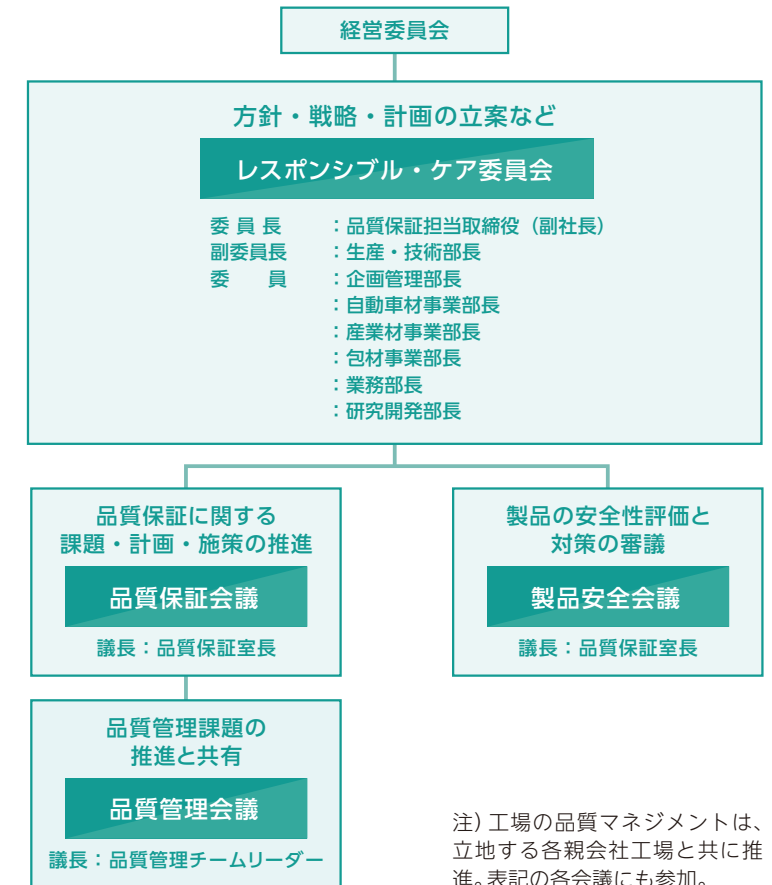 経営委員会
方針・戦略・計画の立案など
レスポンシブル・ケア委員会
委 員 長　：品質保証担当取締役（副社長）
副委員長　：生産・技術部長
委　　員　：企画管理部長
：自動車材事業部長
：産業材事業部長
：包材事業部長
：業務部長
：研究開発部長
品質保証に関する
課題・計画・施策の推進
品質保証会議
議長：品質保証室長
製品の安全性評価と
対策の審議
製品安全会議
議長：品質保証室長
品質管理課題の
推進と共有
品質管理会議
議長：品質管理チームリーダー
注）工場の品質マネジメントは、
立地する各親会社工場と共に推
進。表記の各会議にも参加。